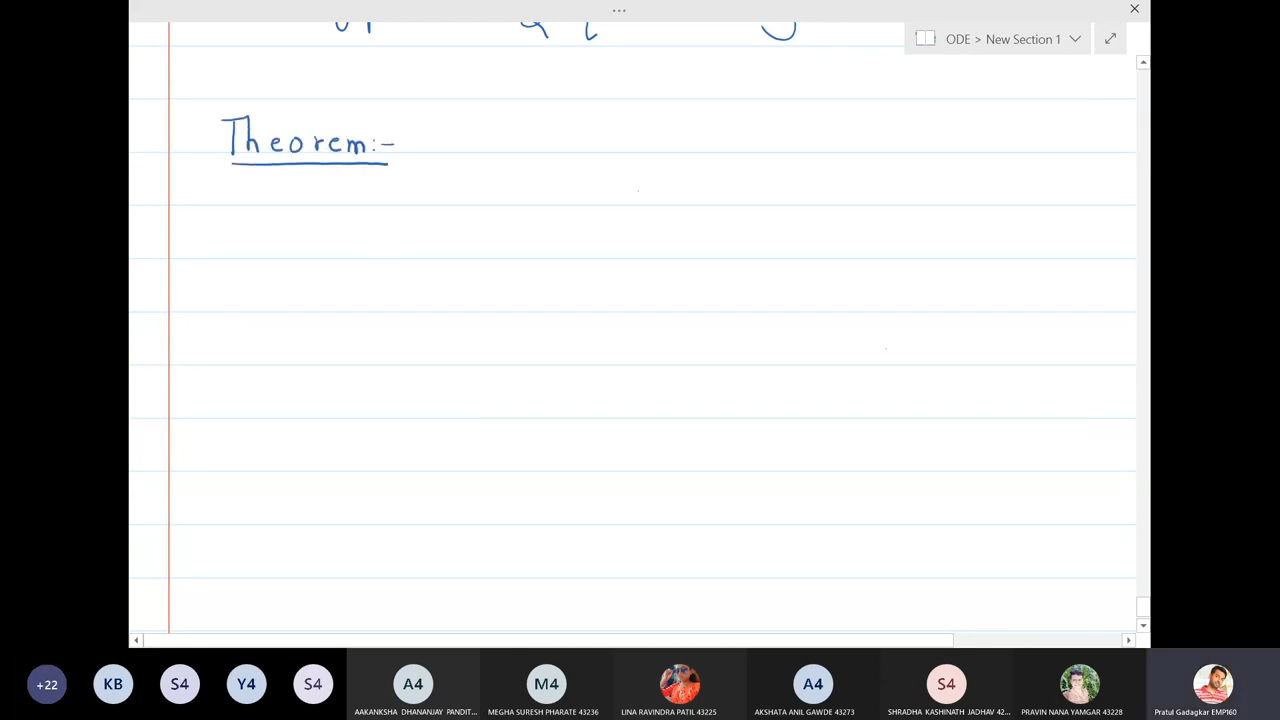 ODE > New Section 1
Theorem:-
+22
KB
S4
Y4
S4
A4
M4
A4
S4
AAKANKSHA DHANANJAY PANDIT...
MEGHA SURESH PHARATE 43236
LINA RAVINDRA PATIL 43225
AKSHATA ANIL GAWDE 43273
SHRADHA KASHINATH JADHAV 42...
PRAVIN NANA YAMGAR 43228
Pratul Gadagkar EMP160